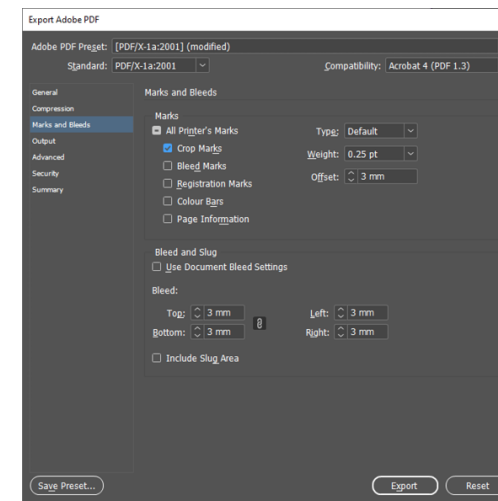 Export Adobe PDF
Adobe PDF Preset: [PDF/X-1a:2001] (modified)
Standard: PDF/X-1a:2001 Compatibility: Acrobat 4 (PDF 1.3)
General
Compression
Marks and Bleeds
Output
Advanced
Security
Summary
Marks and Bleeds
Marks
All Printer's Marks Type: Default
Crop Marks Weight: 0.25 pt
Bleed Marks Offset: 3 mm
Registration Marks
Colour Bars
Page Information
Bleed and Slug
Use Document Bleed Settings
Bleed:
Top: 3 mm Left: 3 mm
Bottom: 3 mm Right: 3 mm
Include Slug Area
Save Preset... Export Reset